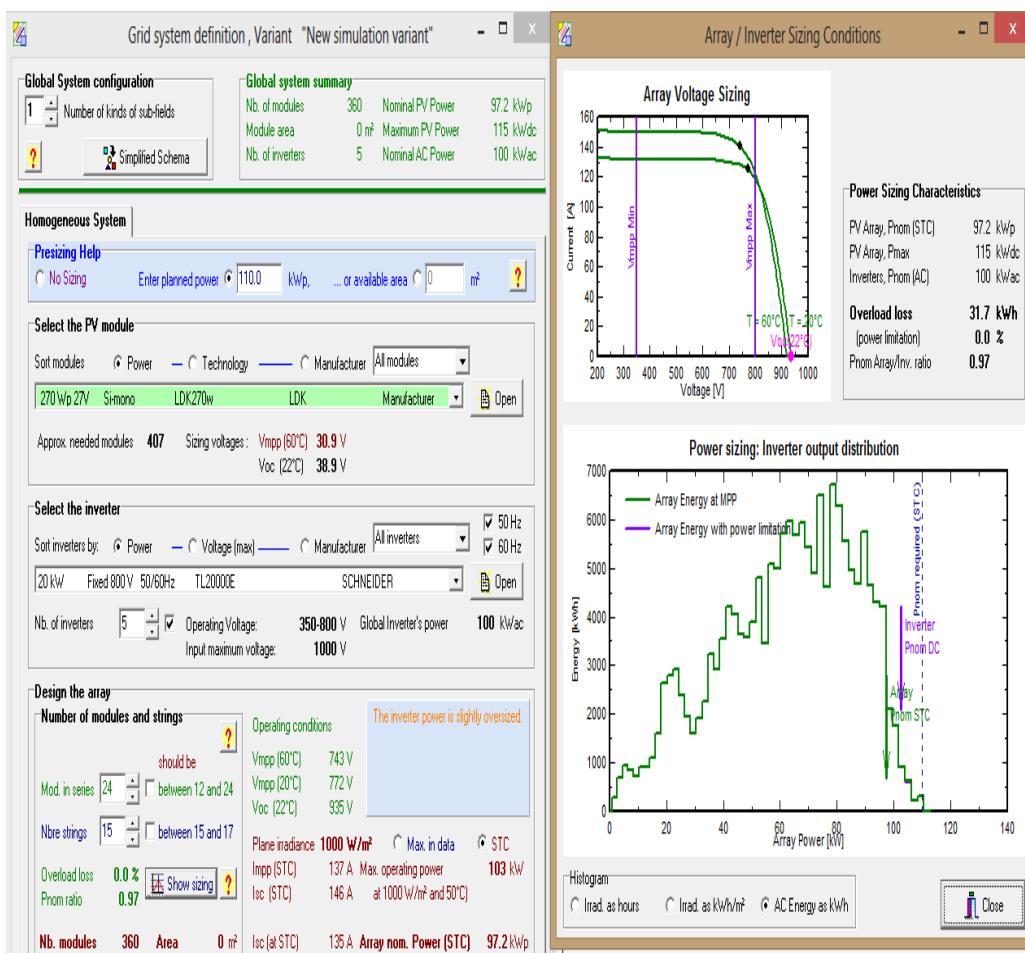 Grid system definition , Variant "New simulation variant"
Global System configuration
1 Number of kinds of sub-fields
? Simplified Schema
Global system summary
Nb. of modules 360 Nominal PV Power 97.2 kWp
Module area 0 m² Maximum PV Power 115 kWdc
Nb. of inverters 5 Nominal AC Power 100 kWac
Homogeneous System
Presizing Help
No Sizing Enter planned power 110.0 kWp, ... or available area 0 m² ?
Select the PV module
Sort modules Power Technology Manufacturer All modules
270 Wp 27V Si-mono LDK270w LDK Manufacturer Open
Approx. needed modules 407 Sizing voltages : Vmpp (60°C) 30.9 V
Voc (22°C) 38.9 V
Select the inverter
50 Hz
Sort inverters by: Power Voltage (max) Manufacturer All inverters 60 Hz
20 kW Fixed 800 V 50/60Hz TL20000E SCHNEIDER Open
Nb. of inverters 5 Operating Voltage: 350-800 V Global Inverter's power 100 kWac
Input maximum voltage: 1000 V
Design the array
Number of modules and strings
?
should be
Mod. in series 24 between 12 and 24
Nbre strings 15 between 15 and 17
Overload loss 0.0 %
Pnom ratio 0.97
Show sizing ?
Nb. modules 360 Area 0 m²
Operating conditions
Vmpp (60°C) 743 V
Vmpp (20°C) 772 V
Voc (22°C) 935 V
The inverter power is slightly oversized.
Plane irradiance 1000 W/m² Max. in data STC
Impp (STC) 137 A Max. operating power 103 kW
Isc (STC) 146 A at 1000 W/m² and 50°C)
Isc (at STC) 135 A Array nom. Power (STC) 97.2 kWp
Array / Inverter Sizing Conditions
Array Voltage Sizing
160
140
120
100
80
60
40
20
0
Current [A]
Vmpp Min
Vmpp Max
T = 60°C T = 20°C
Voc (22°C)
200 300 400 500 600 700 800 900 1000
Voltage [V]
Power Sizing Characteristics
PV Array, Pnom (STC) 97.2 kWp
PV Array, Pmax 115 kWdc
Inverters, Pnom (AC) 100 kWac
Overload loss 31.7 kWh
(power limitation) 0.0 %
Pnom Array/Inv. ratio 0.97
Power sizing: Inverter output distribution
7000
6000
5000
4000
3000
2000
1000
0
Energy [kWh]
Array Energy at MPP
Array Energy with power limitation
Pnom required (STC)
Inverter
Pnom DC
Array
Pnom STC
0 20 40 60 80 100 120 140
Array Power [kW]
Histogram
Irrad. as hours Irrad. as kWh/m² AC Energy as kWh
Close